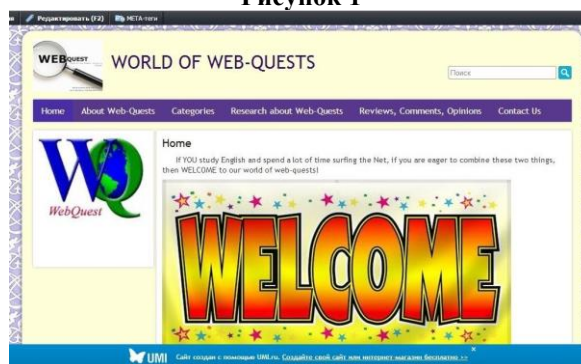 Рисунок 1
Редактировать (F2) META-теги
WEBQUEST
WORLD OF WEB-QUESTS
Поиск
Home About Web-Quests Categories Research about Web-Quests Reviews, Comments, Opinions Contact Us
WQ
WebQuest
Home
If YOU study English and spend a lot of time surfing the Net, if you are eager to combine these two things,
then WELCOME to our world of web-quests!
WELCOME
UMI Сайт создан с помощью UMI.ru. Создайте свой сайт или интернет-магазин бесплатно >>